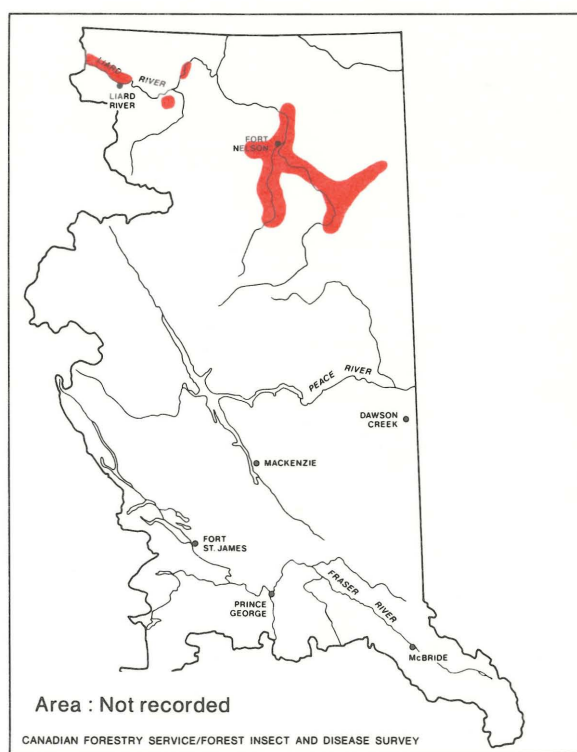 LIARD
RIVER
LIARD
RIVER
FORT
NELSON
PEACE RIVER
DAWSON
CREEK
MACKENZIE
FORT
ST. JAMES
FRASER RIVER
PRINCE
GEORGE
McBRIDE
Area : Not recorded
CANADIAN FORESTRY SERVICE/FOREST INSECT AND DISEASE SURVEY